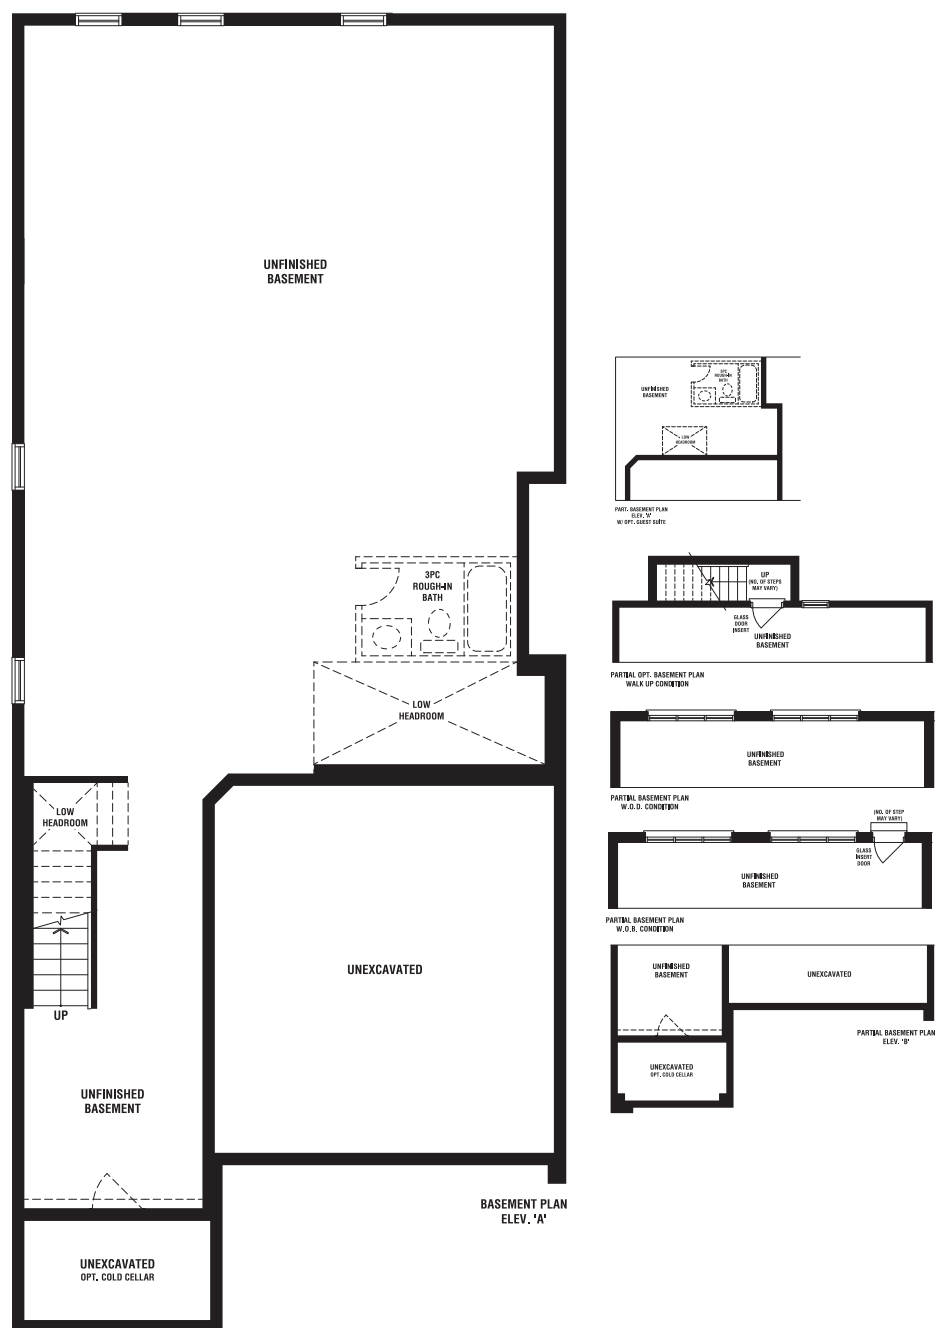 UNFINISHED
BASEMENT
3PC
ROUGH-IN
BATH
LOW
HEADROOM
LOW
HEADROOM
UP
UNEXCAVATED
UNFINISHED
BASEMENT
BASEMENT PLAN
ELEV. 'A'
UNEXCAVATED
OPT. COLD CELLAR
3PC
ROUGH-IN
BATH
UNFINISHED
BASEMENT
LOW
HEADROOM
PART. BASEMENT PLAN
ELEV. 'A'
W/ OPT. GUEST SUITE
UP
(NO. OF STEPS
MAY VARY)
GLASS
DOOR
INSERT
UNFINISHED
BASEMENT
PARTIAL OPT. BASEMENT PLAN
WALK UP CONDITION
UNFINISHED
BASEMENT
PARTIAL BASEMENT PLAN
W.O.D. CONDITION
(NO. OF STEP
MAY VARY)
GLASS
INSERT
DOOR
UNFINISHED
BASEMENT
PARTIAL BASEMENT PLAN
W.O.B. CONDITION
UNFINISHED
BASEMENT
UNEXCAVATED
PARTIAL BASEMENT PLAN
ELEV. 'B'
UNEXCAVATED
OPT. COLD CELLAR